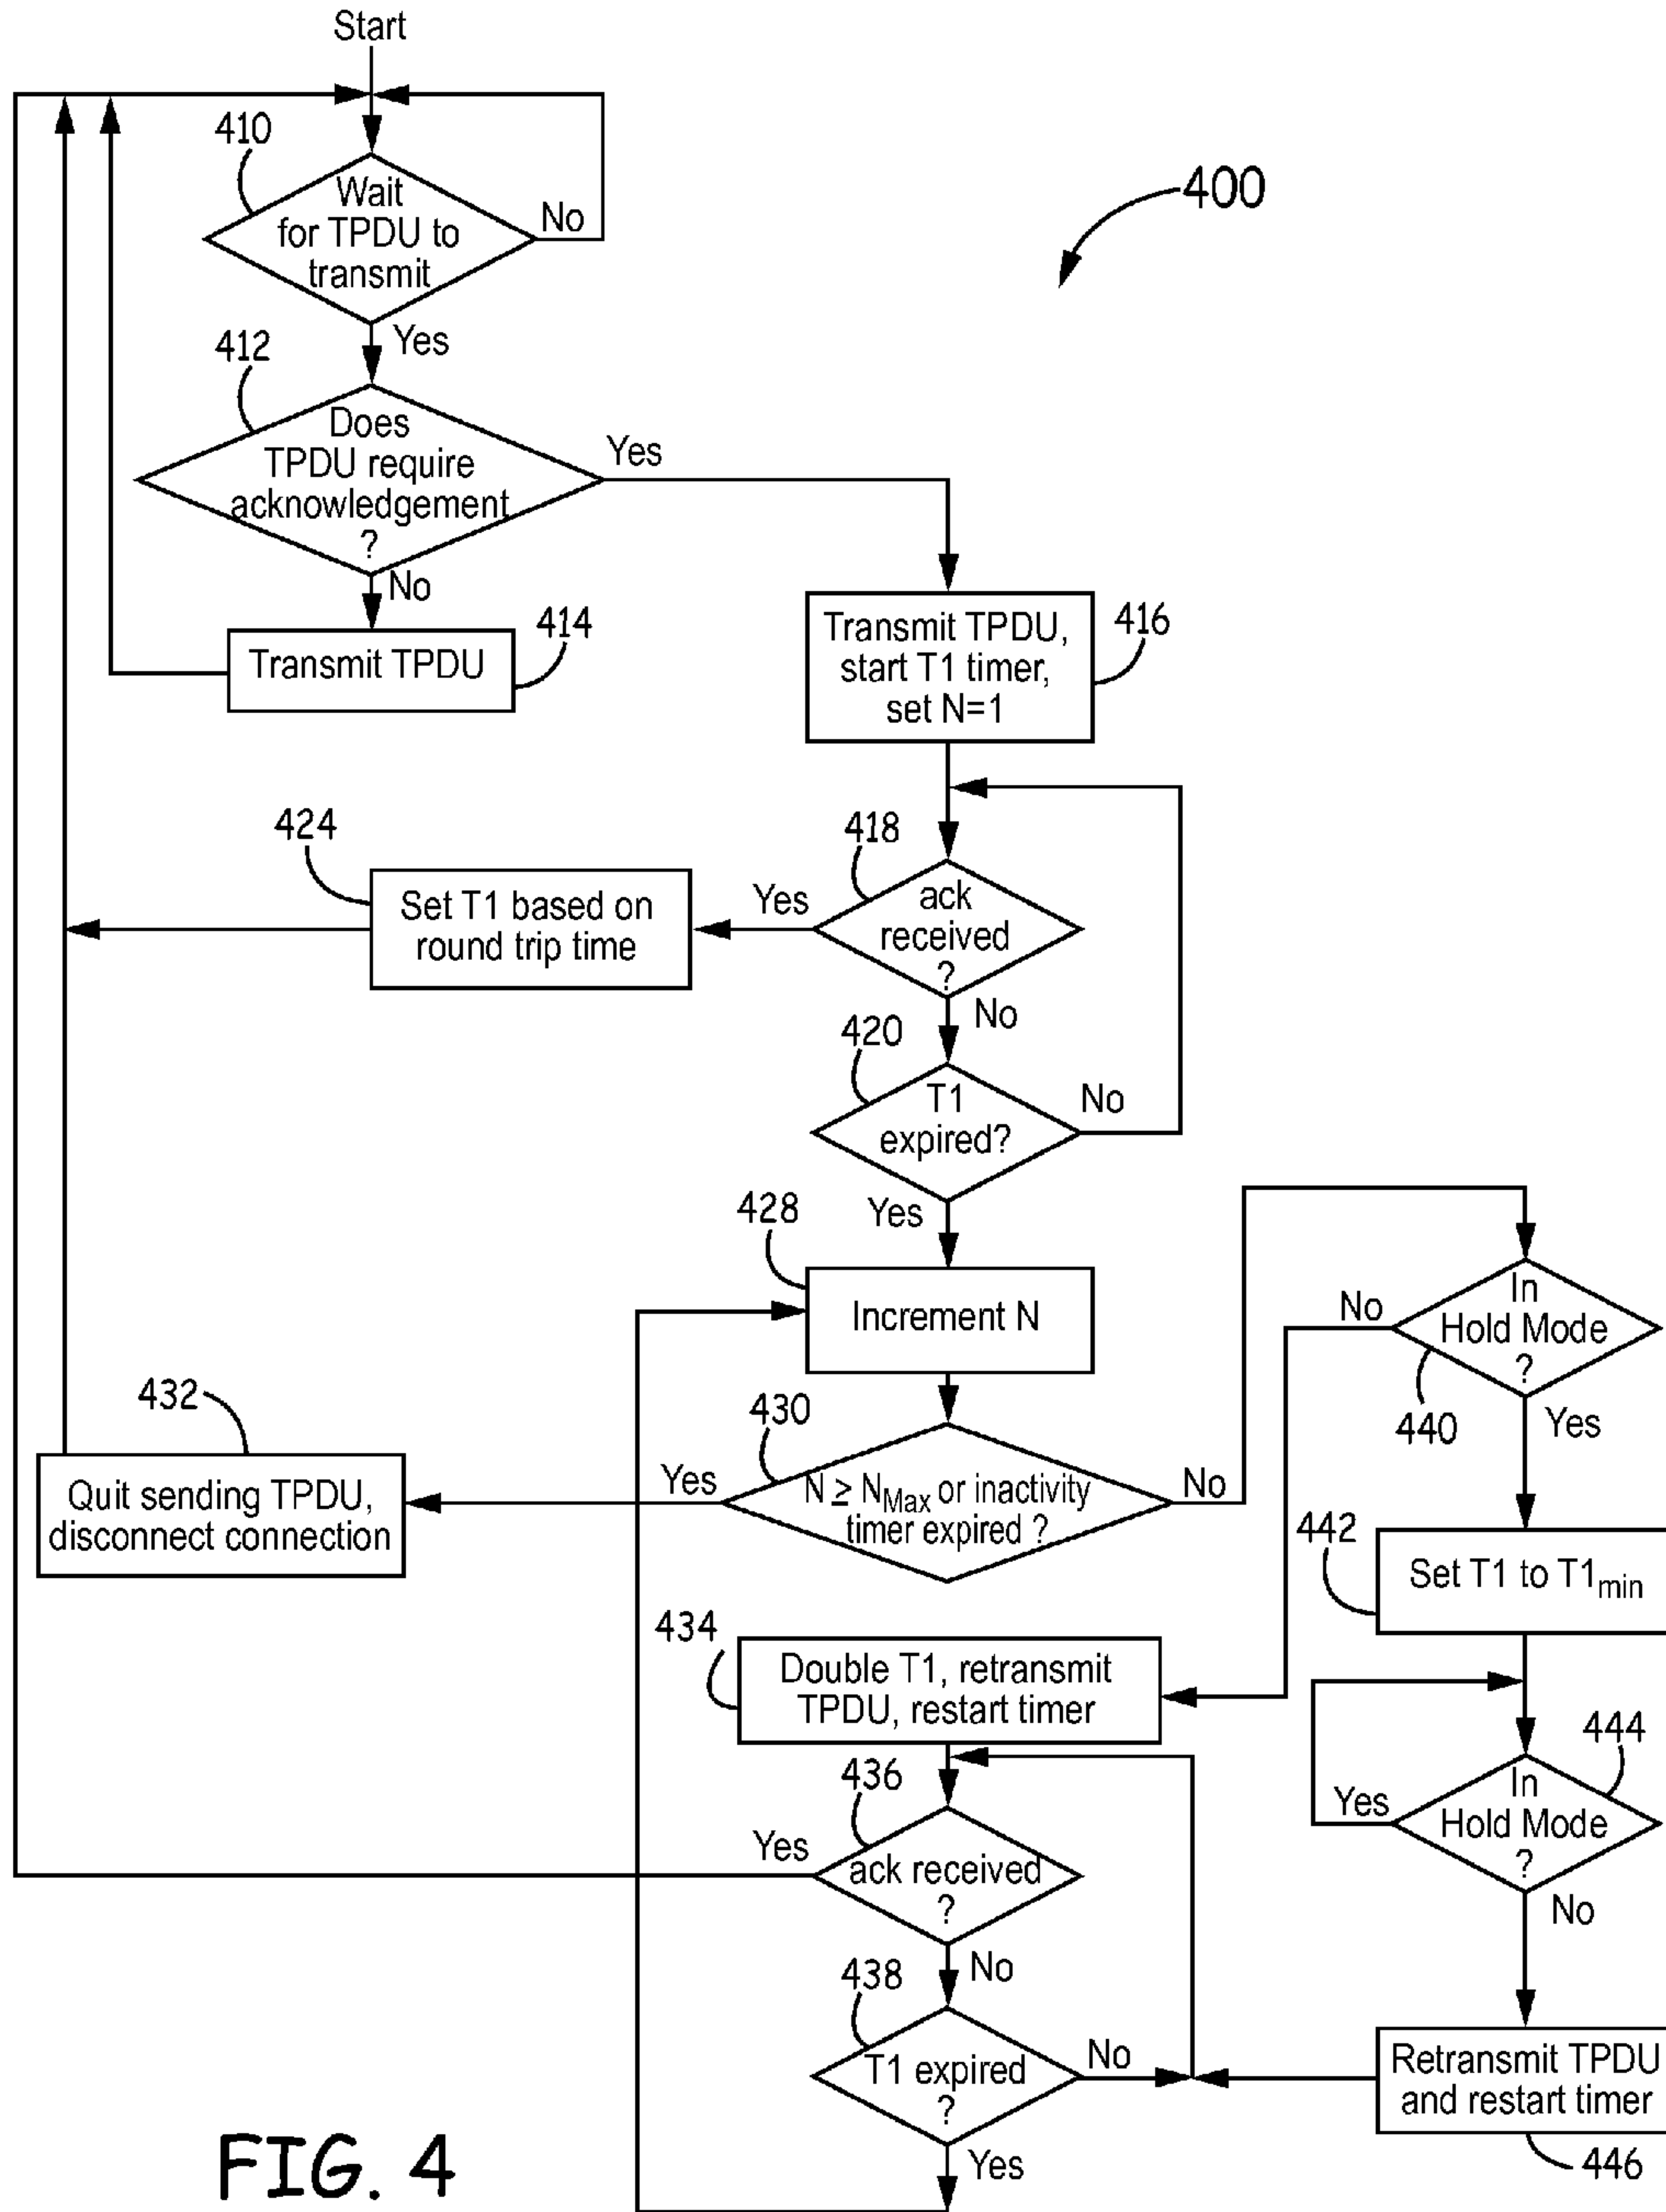 Start
410
Wait
for TPDU to
transmit
No
400
Yes
412
Does
TPDU require
acknowledgement
?
Yes
No
414
Transmit TPDU
Transmit TPDU,
start T1 timer,
set N=1
416
424
Set T1 based on
round trip time
Yes
418
ack
received
?
No
420
T1
expired?
No
Yes
428
Increment N
In
Hold Mode
?
No
440
Yes
432
Quit sending TPDU,
disconnect connection
Yes
430
N ≥ NMax or inactivity
timer expired ?
No
442
Set T1 to T1min
434
Double T1, retransmit
TPDU, restart timer
444
In
Hold Mode
?
Yes
No
436
Yes
ack received
?
No
438
T1 expired
?
No
Yes
Retransmit TPDU
and restart timer
446
FIG. 4